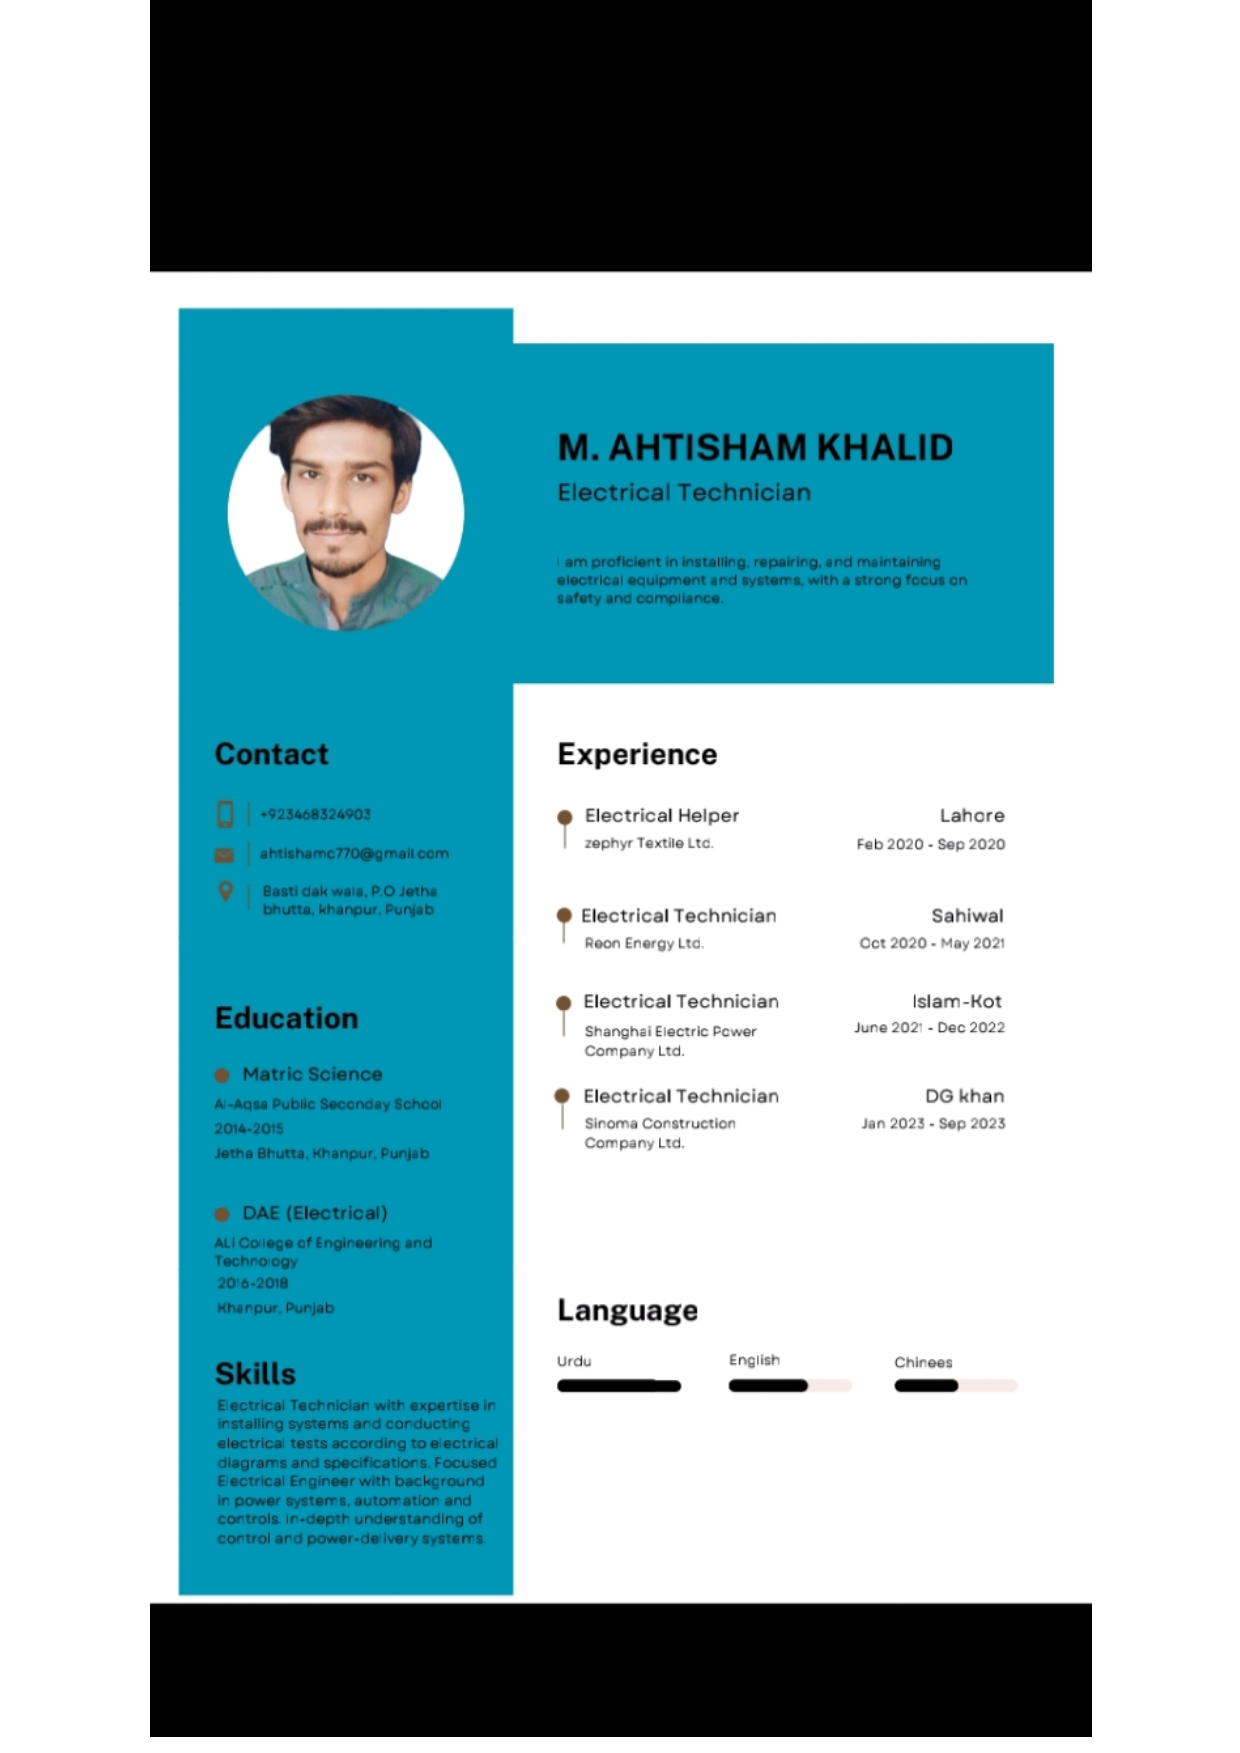 M. AHTISHAM KHALID
Electrical Technician
I am proficient in installing, repairing, and maintaining
electrical equipment and systems, with a strong focus on
safety and compliance.
Contact
+923468324903
ahtishamc770@gmail.com
Basti dak wala, P.O Jetha
bhutta, khanpur, Punjab
Education
Matric Science
Al-Aqsa Public Seconday School
2014-2015
Jetha Bhutta, Khanpur, Punjab
DAE (Electrical)
ALi College of Engineering and
Technology
2016-2018
Khanpur, Punjab
Skills
Electrical Technician with expertise in
installing systems and conducting
electrical tests according to electrical
diagrams and specifications. Focused
Electrical Engineer with background
in power systems, automation and
controls. In-depth understanding of
control and power-delivery systems.
Experience
Electrical Helper Lahore
zephyr Textile Ltd. Feb 2020 - Sep 2020
Electrical Technician Sahiwal
Reon Energy Ltd. Oct 2020 - May 2021
Electrical Technician Islam-Kot
Shanghai Electric Power June 2021 - Dec 2022
Company Ltd.
Electrical Technician DG khan
Sinoma Construction Jan 2023 - Sep 2023
Company Ltd.
Language
Urdu English Chinees